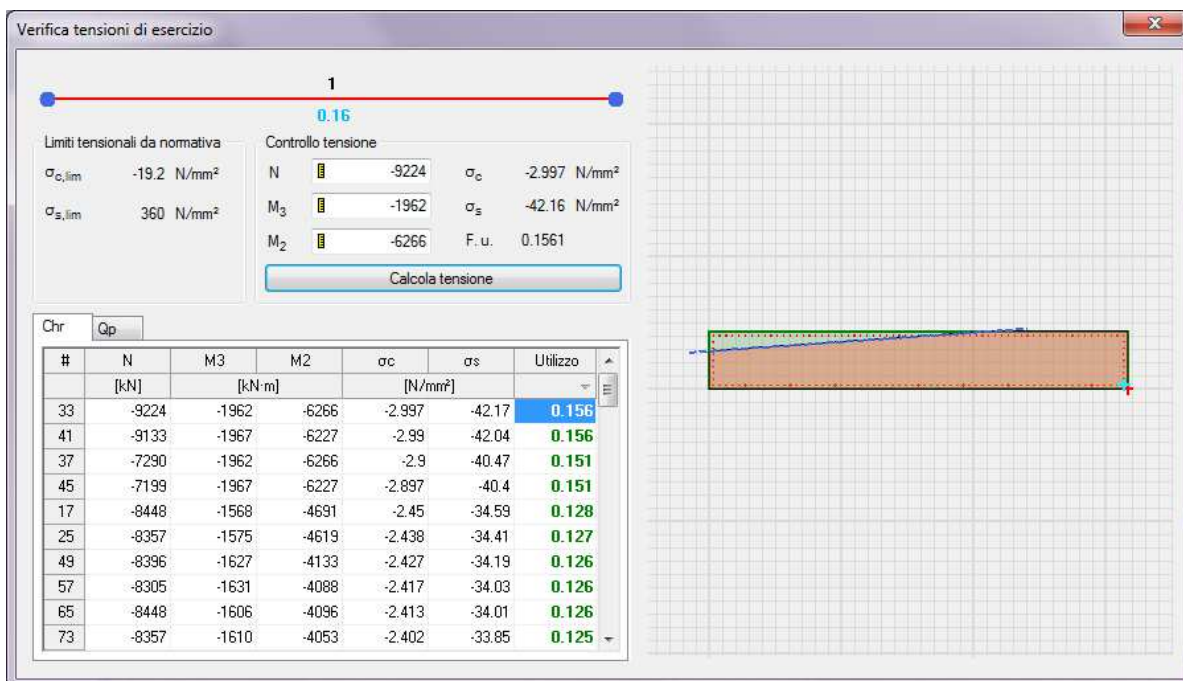 Verifica tensioni di esercizio
x
1
0.16
Limiti tensionali da normativa
σc,lim -19.2 N/mm²
σs,lim 360 N/mm²
Controllo tensione
N -9224 σc -2.997 N/mm²
M3 -1962 σs -42.16 N/mm²
M2 -6266 F. u. 0.1561
Calcola tensione
Chr Qp
# N M3 M2 σc σs Utilizzo
[kN] [kN·m] [N/mm²]
33 -9224 -1962 -6266 -2.997 -42.17 0.156
41 -9133 -1967 -6227 -2.99 -42.04 0.156
37 -7290 -1962 -6266 -2.9 -40.47 0.151
45 -7199 -1967 -6227 -2.897 -40.4 0.151
17 -8448 -1568 -4691 -2.45 -34.59 0.128
25 -8357 -1575 -4619 -2.438 -34.41 0.127
49 -8396 -1627 -4133 -2.427 -34.19 0.126
57 -8305 -1631 -4088 -2.417 -34.03 0.126
65 -8448 -1606 -4096 -2.413 -34.01 0.126
73 -8357 -1610 -4053 -2.402 -33.85 0.125